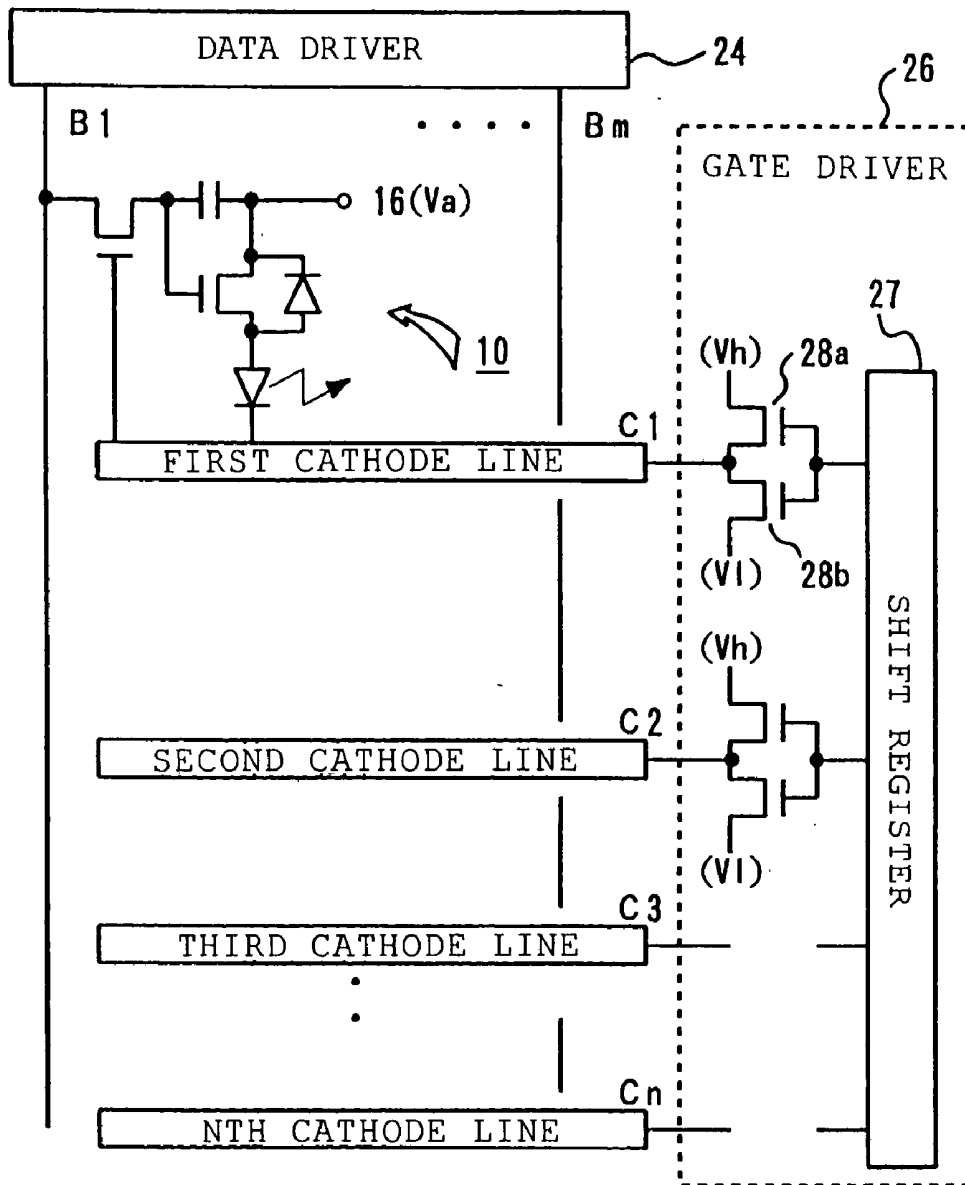 DATA DRIVER
24
26
B1
. . . .
Bm
GATE DRIVER
16(Va)
27
10
(Vh)
28a
C1
FIRST CATHODE LINE
(Vl)
28b
SHIFT REGISTER
(Vh)
C2
SECOND CATHODE LINE
(Vl)
C3
THIRD CATHODE LINE
Cn
NTH CATHODE LINE